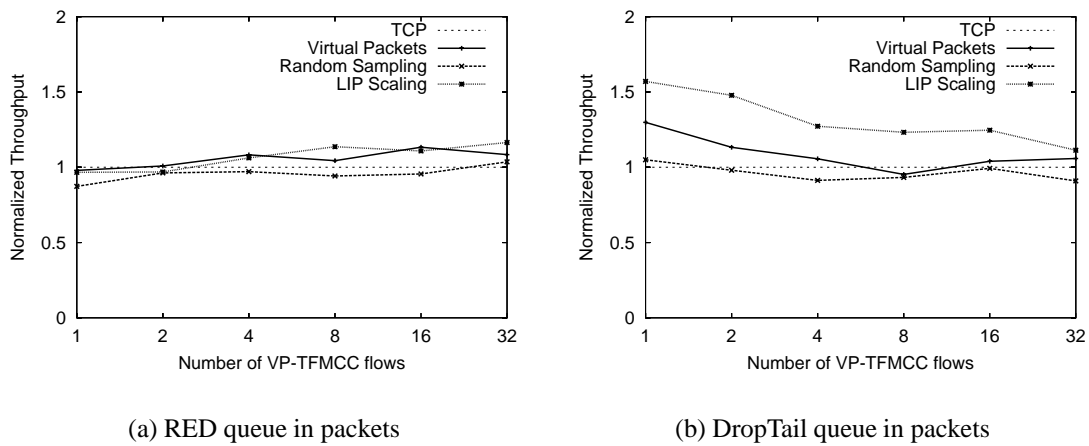 2
1.5
1
0.5
0
Normalized Throughput
1 2 4 8 16 32
Number of VP-TFMCC flows
TCP
Virtual Packets
Random Sampling
LIP Scaling
(a) RED queue in packets
2
1.5
1
0.5
0
Normalized Throughput
1 2 4 8 16 32
Number of VP-TFMCC flows
TCP
Virtual Packets
Random Sampling
LIP Scaling
(b) DropTail queue in packets